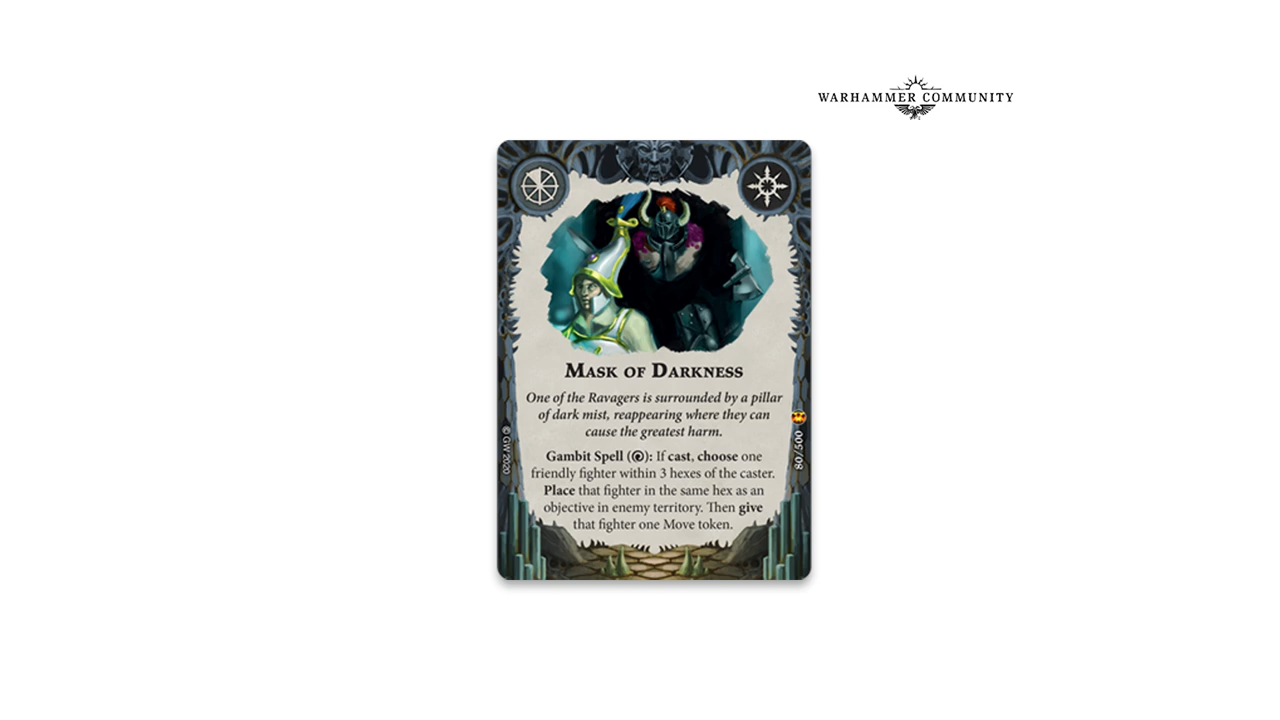 WARHAMMER COMMUNITY
MASK OF DARKNESS
One of the Ravagers is surrounded by a pillar
of dark mist, reappearing where they can
cause the greatest harm.
Gambit Spell (): If cast, choose one
friendly fighter within 3 hexes of the caster.
Place that fighter in the same hex as an
objective in enemy territory. Then give
that fighter one Move token.
© GW 2020
80/500